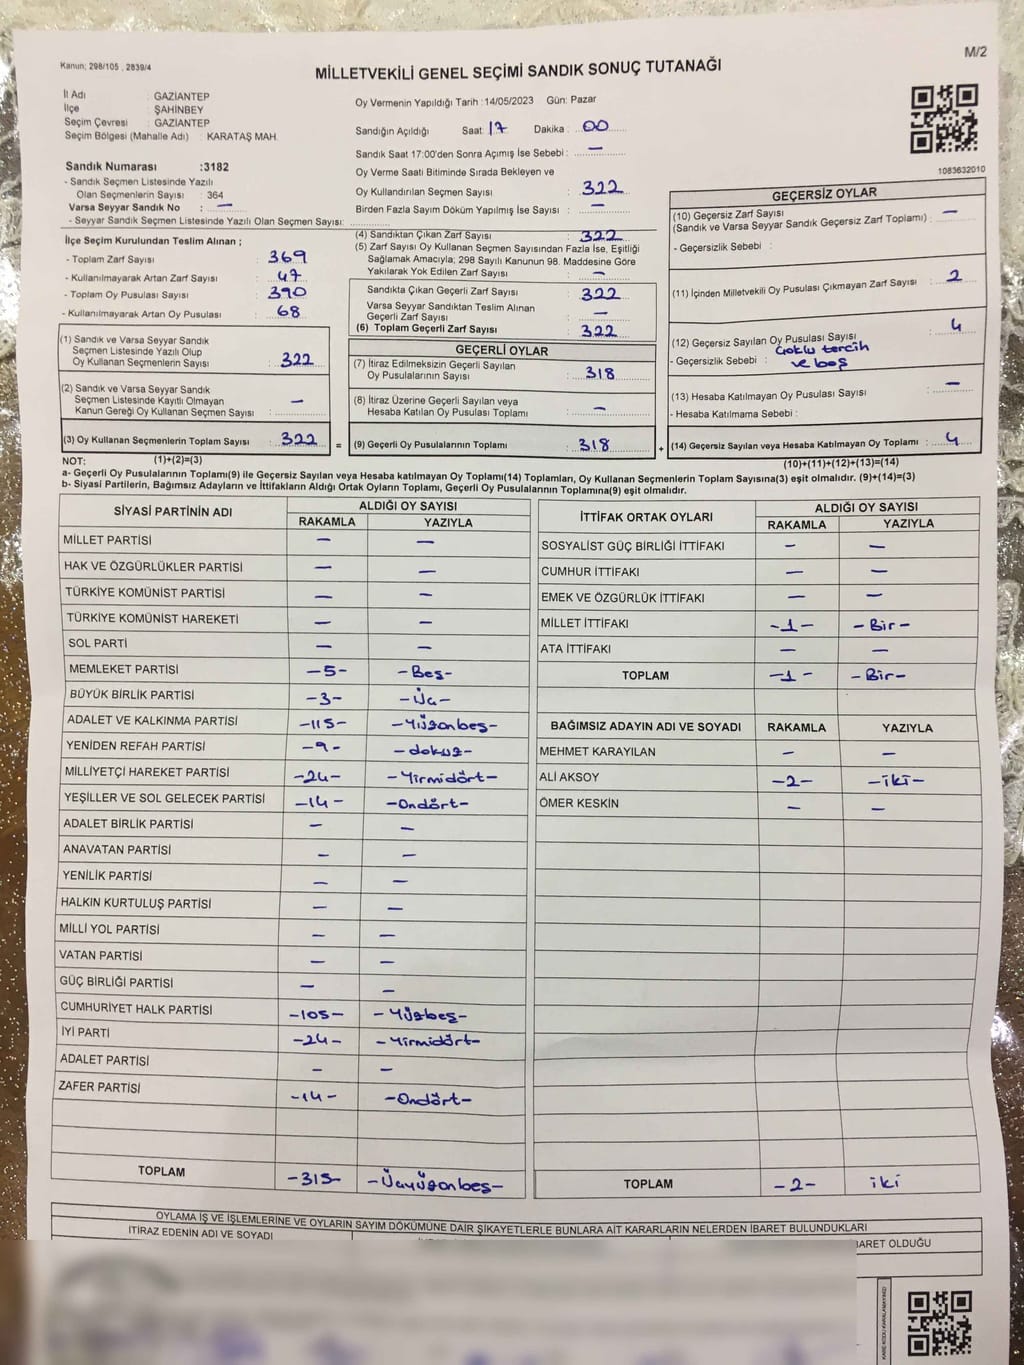 Kanun; 298/105 , 2839/4
M/2
MİLLETVEKİLİ GENEL SEÇİMİ SANDIK SONUÇ TUTANAĞI
İl Adı : GAZİANTEP
İlçe : ŞAHİNBEY
Seçim Çevresi : GAZİANTEP
Seçim Bölgesi (Mahalle Adı) : KARATAŞ MAH.
Oy Vermenin Yapıldığı Tarih :14/05/2023 Gün: Pazar
Sandığın Açıldığı Saat 17 Dakika : 00
Sandık Saat 17:00'den Sonra Açımış İse Sebebi : —
Sandık Numarası :3182
- Sandık Seçmen Listesinde Yazılı
Olan Seçmenlerin Sayısı : 364
Varsa Seyyar Sandık No : —
- Seyyar Sandık Seçmen Listesinde Yazılı Olan Seçmen Sayısı:
Oy Verme Saati Bitiminde Sırada Bekleyen ve
Oy Kullandırılan Seçmen Sayısı : 322
Birden Fazla Sayım Döküm Yapılmış İse Sayısı : —
1083632010
İlçe Seçim Kurulundan Teslim Alınan ;
- Toplam Zarf Sayısı : 369
- Kullanılmayarak Artan Zarf Sayısı : 47
- Toplam Oy Pusulası Sayısı : 390
- Kullanılmayarak Artan Oy Pusulası : 68
(4) Sandıktan Çıkan Zarf Sayısı : 322
(5) Zarf Sayısı Oy Kullanan Seçmen Sayısından Fazla İse, Eşitliği
Sağlamak Amacıyla; 298 Sayılı Kanunun 98. Maddesine Göre
Yakılarak Yok Edilen Zarf Sayısı : —
Sandıkta Çıkan Geçerli Zarf Sayısı : 322
Varsa Seyyar Sandıktan Teslim Alınan
Geçerli Zarf Sayısı : —
(6) Toplam Geçerli Zarf Sayısı : 322
GEÇERSİZ OYLAR
(10) Geçersiz Zarf Sayısı
(Sandık ve Varsa Seyyar Sandık Geçersiz Zarf Toplamı) : —
- Geçersizlik Sebebi :
(11) İçinden Milletvekili Oy Pusulası Çıkmayan Zarf Sayısı : 2
(12) Geçersiz Sayılan Oy Pusulası Sayısı : 4
- Geçersizlik Sebebi : Çoklu tercih
ve boş
(13) Hesaba Katılmayan Oy Pusulası Sayısı : —
- Hesaba Katılmama Sebebi :
(14) Geçersiz Sayılan veya Hesaba Katılmayan Oy Toplamı : 4
(10)+(11)+(12)+(13)=(14)
(1) Sandık ve Varsa Seyyar Sandık
Seçmen Listesinde Yazılı Olup
Oy Kullanan Seçmenlerin Sayısı : 322
(2) Sandık ve Varsa Seyyar Sandık
Seçmen Listesinde Kayıtlı Olmayan
Kanun Gereği Oy Kullanan Seçmen Sayısı : —
(3) Oy Kullanan Seçmenlerin Toplam Sayısı : 322 =
(1)+(2)=(3)
GEÇERLİ OYLAR
(7) İtiraz Edilmeksizin Geçerli Sayılan
Oy Pusulalarının Sayısı : 318
(8) İtiraz Üzerine Geçerli Sayılan veya
Hesaba Katılan Oy Pusulası Toplamı : —
(9) Geçerli Oy Pusulalarının Toplamı : 318 +
NOT:
a- Geçerli Oy Pusulalarının Toplamı(9) ile Geçersiz Sayılan veya Hesaba katılmayan Oy Toplamı(14) Toplamları, Oy Kullanan Seçmenlerin Toplam Sayısına(3) eşit olmalıdır. (9)+(14)=(3)
b- Siyasi Partilerin, Bağımsız Adayların ve İttifakların Aldığı Ortak Oyların Toplamı, Geçerli Oy Pusulalarının Toplamına(9) eşit olmalıdır.
SİYASİ PARTİNİN ADI ALDIĞI OY SAYISI
RAKAMLA YAZIYLA
MİLLET PARTİSİ — —
HAK VE ÖZGÜRLÜKLER PARTİSİ — —
TÜRKİYE KOMÜNİST PARTİSİ — —
TÜRKİYE KOMÜNİST HAREKETİ — —
SOL PARTİ — —
MEMLEKET PARTİSİ -5- -Beş-
BÜYÜK BİRLİK PARTİSİ -3- -Üç-
ADALET VE KALKINMA PARTİSİ -115- -Yüzonbeş-
YENİDEN REFAH PARTİSİ -9- -dokuz-
MİLLİYETÇİ HAREKET PARTİSİ -24- -Yirmidört-
YEŞİLLER VE SOL GELECEK PARTİSİ -14- -Ondört-
ADALET BİRLİK PARTİSİ — —
ANAVATAN PARTİSİ — —
YENİLİK PARTİSİ — —
HALKIN KURTULUŞ PARTİSİ — —
MİLLİ YOL PARTİSİ — —
VATAN PARTİSİ — —
GÜÇ BİRLİĞİ PARTİSİ — —
CUMHURİYET HALK PARTİSİ -105- -Yüzbeş-
İYİ PARTİ -24- -Yirmidört-
ADALET PARTİSİ — —
ZAFER PARTİSİ -14- -Ondört-
TOPLAM -315- -Üçyüzonbeş-
İTTİFAK ORTAK OYLARI ALDIĞI OY SAYISI
RAKAMLA YAZIYLA
SOSYALİST GÜÇ BİRLİĞİ İTTİFAKI — —
CUMHUR İTTİFAKI — —
EMEK VE ÖZGÜRLÜK İTTİFAKI — —
MİLLET İTTİFAKI -1- -Bir-
ATA İTTİFAKI — —
TOPLAM -1- -Bir-
BAĞIMSIZ ADAYIN ADI VE SOYADI RAKAMLA YAZIYLA
MEHMET KARAYILAN — —
ALİ AKSOY -2- -iki-
ÖMER KESKİN — —
TOPLAM -2- iki
OYLAMA İŞ VE İŞLEMLERİNE VE OYLARIN SAYIM DÖKÜMÜNE DAİR ŞİKAYETLERLE BUNLARA AİT KARARLARIN NELERDEN İBARET BULUNDUKLARI
İTİRAZ EDENİN ADI VE SOYADI
BARET OLDUĞU